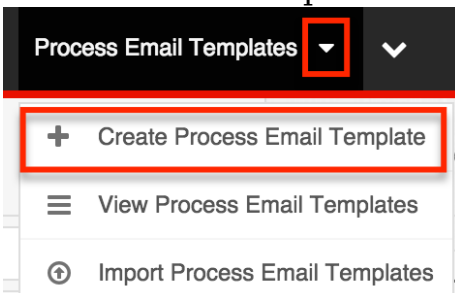 Process Email Templates
Create Process Email Template
View Process Email Templates
Import Process Email Templates